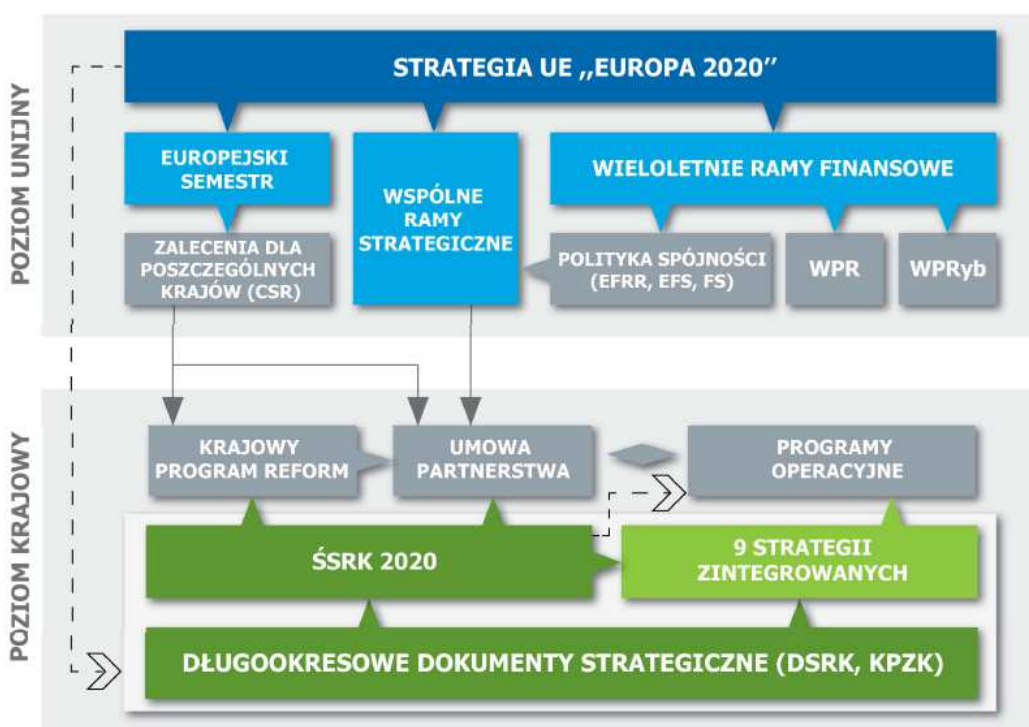 POZIOM UNIJNY
STRATEGIA UE ,,EUROPA 2020”
EUROPEJSKI
SEMESTR
WSPÓLNE
RAMY
STRATEGICZNE
WIELOLETNIE RAMY FINANSOWE
ZALECENIA DLA
POSZCZEGÓLNYCH
KRAJÓW (CSR)
POLITYKA SPÓJNOŚCI
(EFRR, EFS, FS)
WPR
WPRyb
POZIOM KRAJOWY
KRAJOWY
PROGRAM REFORM
UMOWA
PARTNERSTWA
PROGRAMY
OPERACYJNE
ŚSRK 2020
9 STRATEGII
ZINTEGROWANYCH
DŁUGOOKRESOWE DOKUMENTY STRATEGICZNE (DSRK, KPZK)